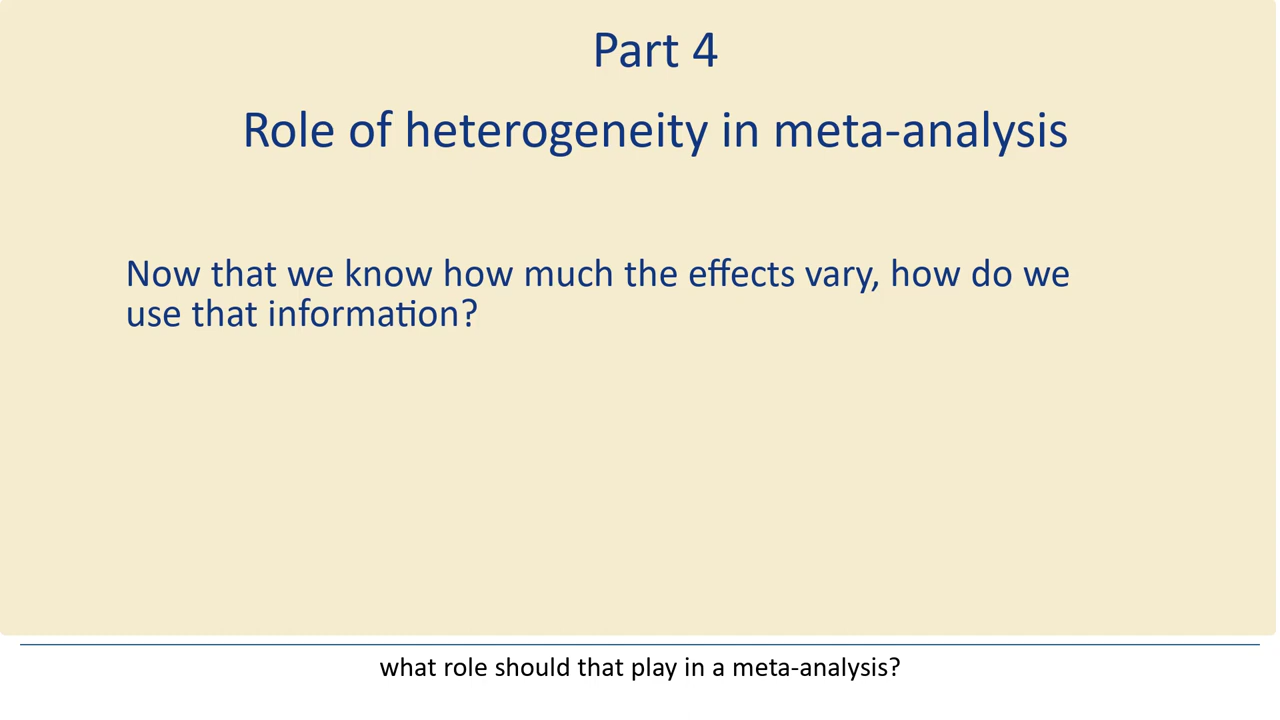 Part 4
Role of heterogeneity in meta-analysis
Now that we know how much the effects vary, how do we
use that information?
what role should that play in a meta-analysis?